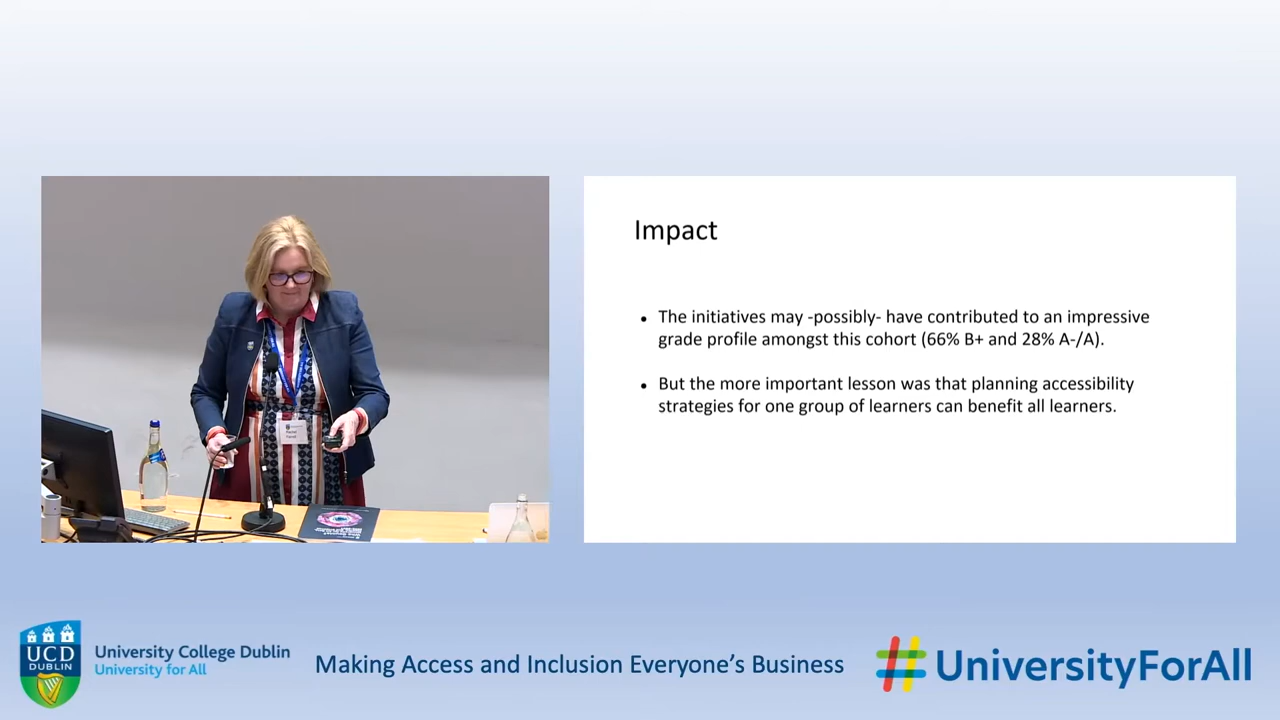 Impact
The initiatives may -possibly- have contributed to an impressive
grade profile amongst this cohort (66% B+ and 28% A-/A).
But the more important lesson was that planning accessibility
strategies for one group of learners can benefit all learners.
UCD
DUBLIN
University College Dublin
University for All
Making Access and Inclusion Everyone's Business
#UniversityForAll